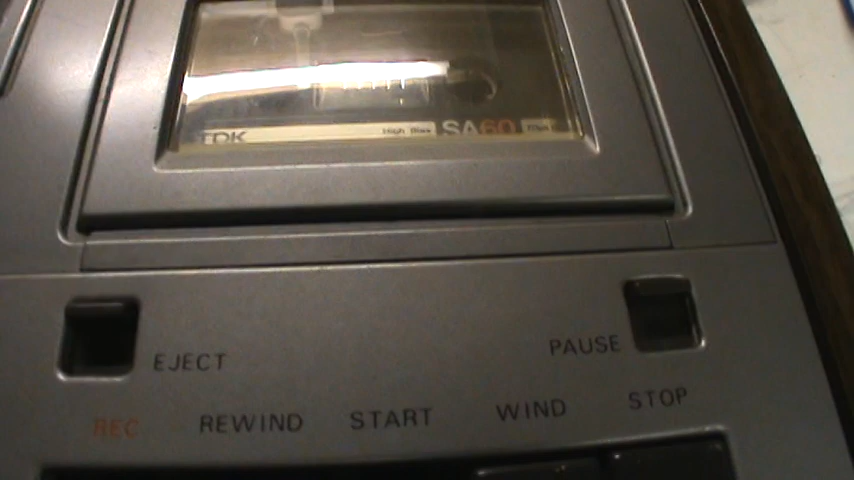 TDK High Bias SA60
EJECT PAUSE
REC REWIND START WIND STOP